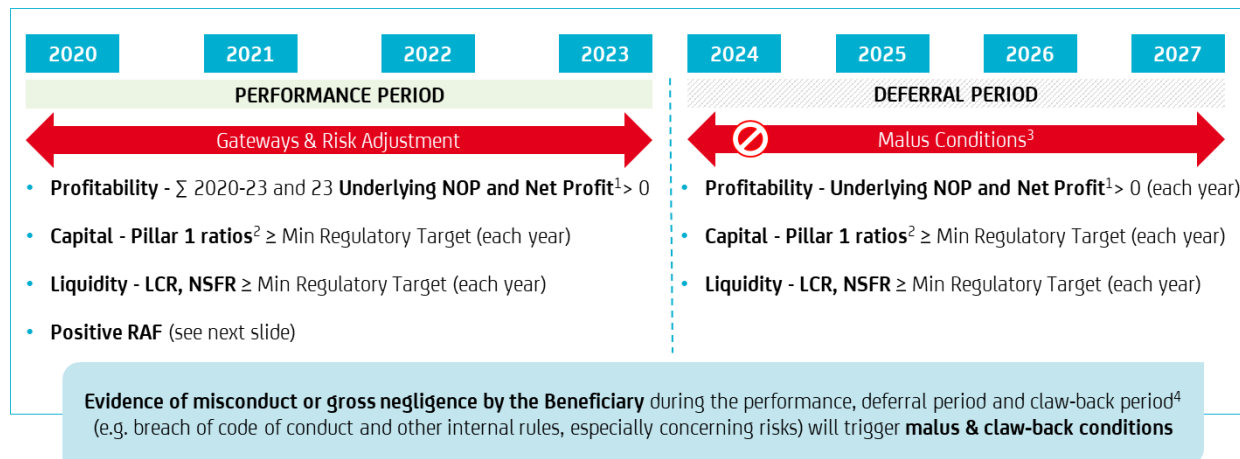 2020 2021 2022 2023 2024 2025 2026 2027
PERFORMANCE PERIOD
Gateways & Risk Adjustment
• Profitability - ∑ 2020-23 and 23 Underlying NOP and Net Profit¹ > 0
• Capital - Pillar 1 ratios² ≥ Min Regulatory Target (each year)
• Liquidity - LCR, NSFR ≥ Min Regulatory Target (each year)
• Positive RAF (see next slide)
DEFERRAL PERIOD
Malus Conditions³
• Profitability - Underlying NOP and Net Profit¹ > 0 (each year)
• Capital - Pillar 1 ratios² ≥ Min Regulatory Target (each year)
• Liquidity - LCR, NSFR ≥ Min Regulatory Target (each year)
Evidence of misconduct or gross negligence by the Beneficiary during the performance, deferral period and claw-back period⁴
(e.g. breach of code of conduct and other internal rules, especially concerning risks) will trigger malus & claw-back conditions